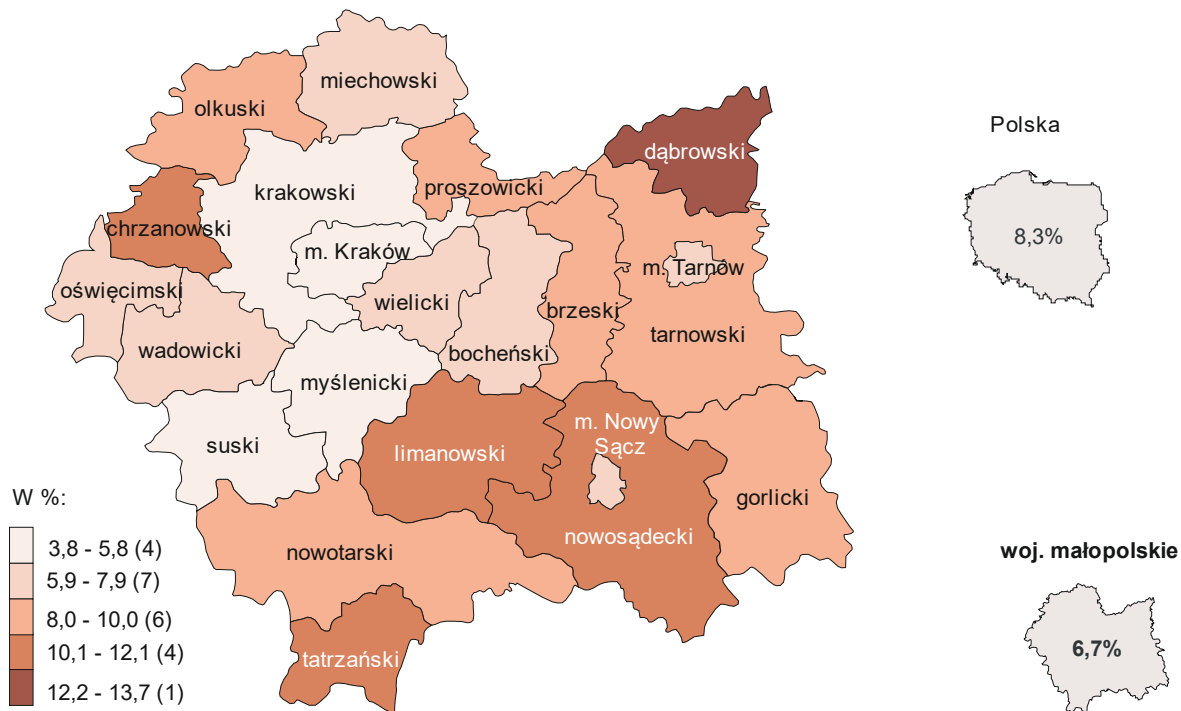 miechowski
olkuski
Polska
dąbrowski
krakowski
proszowicki
chrzanowski
8,3%
m. Kraków
m. Tarnów
oświęcimski
wielicki
brzeski
tarnowski
wadowicki
bocheński
myślenicki
m. Nowy
Sącz
suski
limanowski
W %:
gorlicki
3,8 - 5,8 (4)
nowosądecki
nowotarski
woj. małopolskie
5,9 - 7,9 (7)
8,0 - 10,0 (6)
6,7%
10,1 - 12,1 (4)
tatrzański
12,2 - 13,7 (1)